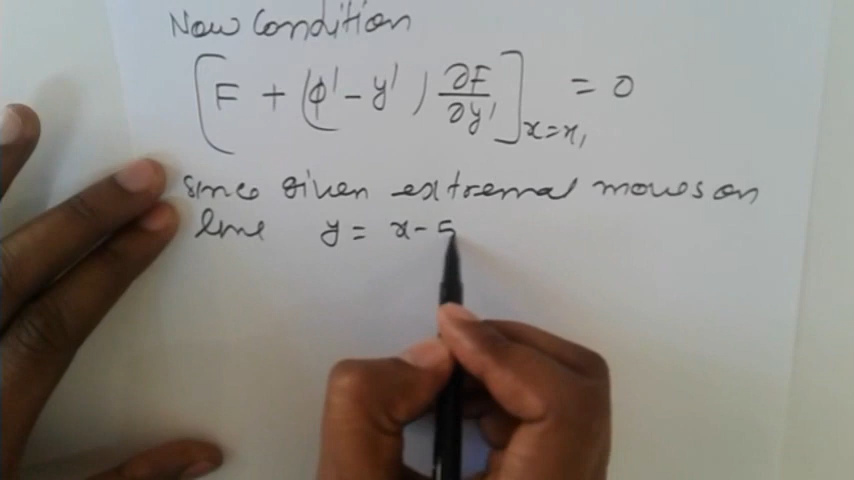 Now Condition
[F + (φ' - y') ∂F/∂y']x=x₁ = 0
Since given extremal moves on
line y = x - 5